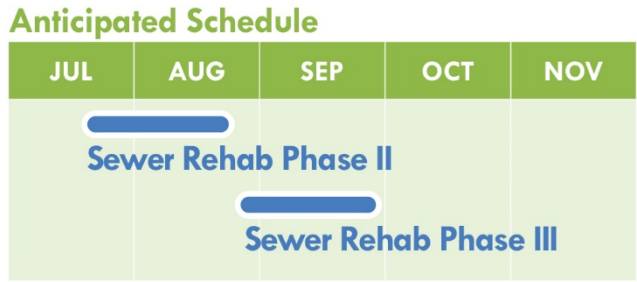 Anticipated Schedule
JUL AUG SEP OCT NOV
Sewer Rehab Phase II
Sewer Rehab Phase III